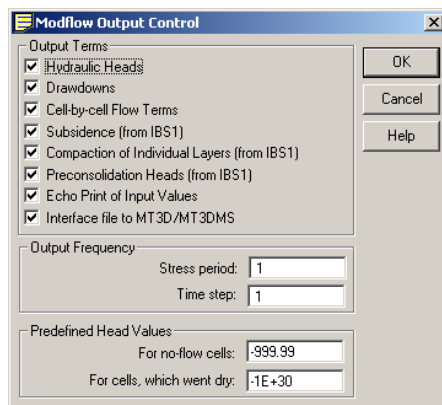 Modflow Output Control
Output Terms
Hydraulic Heads
Drawdowns
Cell-by-cell Flow Terms
Subsidence (from IBS1)
Compaction of Individual Layers (from IBS1)
Preconsolidation Heads (from IBS1)
Echo Print of Input Values
Interface file to MT3D/MT3DMS
OK
Cancel
Help
Output Frequency
Stress period: 1
Time step: 1
Predefined Head Values
For no-flow cells: -999.99
For cells, which went dry: -1E+30